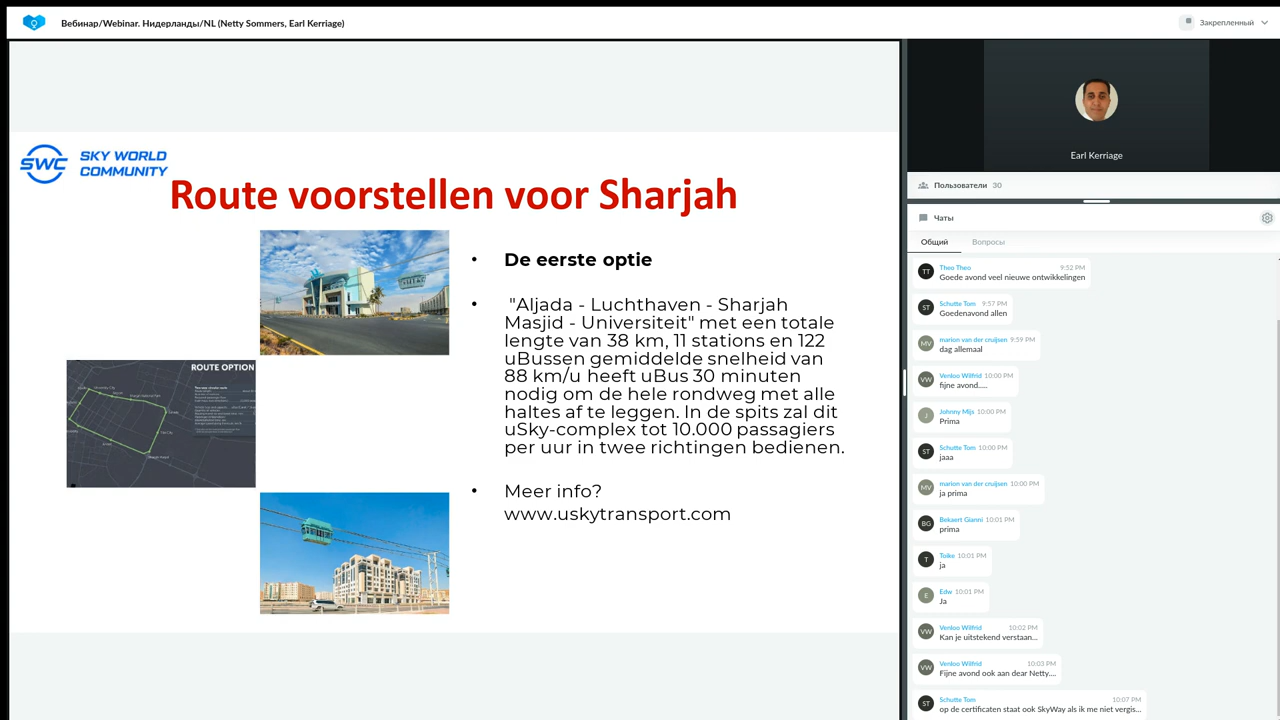 Вебинар/Webinar. Нидерланды/NL (Netty Sommers, Earl Kerriage)
Закрепленный
SWC SKY WORLD
COMMUNITY
Route voorstellen voor Sharjah
ROUTE OPTION
• De eerste optie
• "Aljada - Luchthaven - Sharjah
Masjid - Universiteit" met een totale
lengte van 38 km, 11 stations en 122
uBussen gemiddelde snelheid van
88 km/u heeft uBus 30 minuten
nodig om de hele rondweg met alle
haltes af te leggen. In de spits zal dit
uSky-complex tot 10.000 passagiers
per uur in twee richtingen bedienen.
• Meer info?
www.uskytransport.com
Earl Kerriage
Пользователи 30
Чаты
Общий Вопросы
TT Theo Theo 9:52 PM
Goede avond veel nieuwe ontwikkelingen
ST Schutte Tom 9:57 PM
Goedenavond allen
MV marion van der cruijsen 9:59 PM
dag allemaal
VW Venloo Wilfrid 10:00 PM
fijne avond.....
J Johnny Mijs 10:00 PM
Prima
ST Schutte Tom 10:00 PM
jaaa
MV marion van der cruijsen 10:00 PM
ja prima
BG Bekaert Gianni 10:01 PM
prima
T Toike 10:01 PM
ja
E Edw 10:01 PM
Ja
VW Venloo Wilfrid 10:02 PM
Kan je uitstekend verstaan...
VW Venloo Wilfrid 10:03 PM
Fijne avond ook aan dear Netty....
ST Schutte Tom 10:07 PM
op de certificaten staat ook SkyWay als ik me niet vergis...